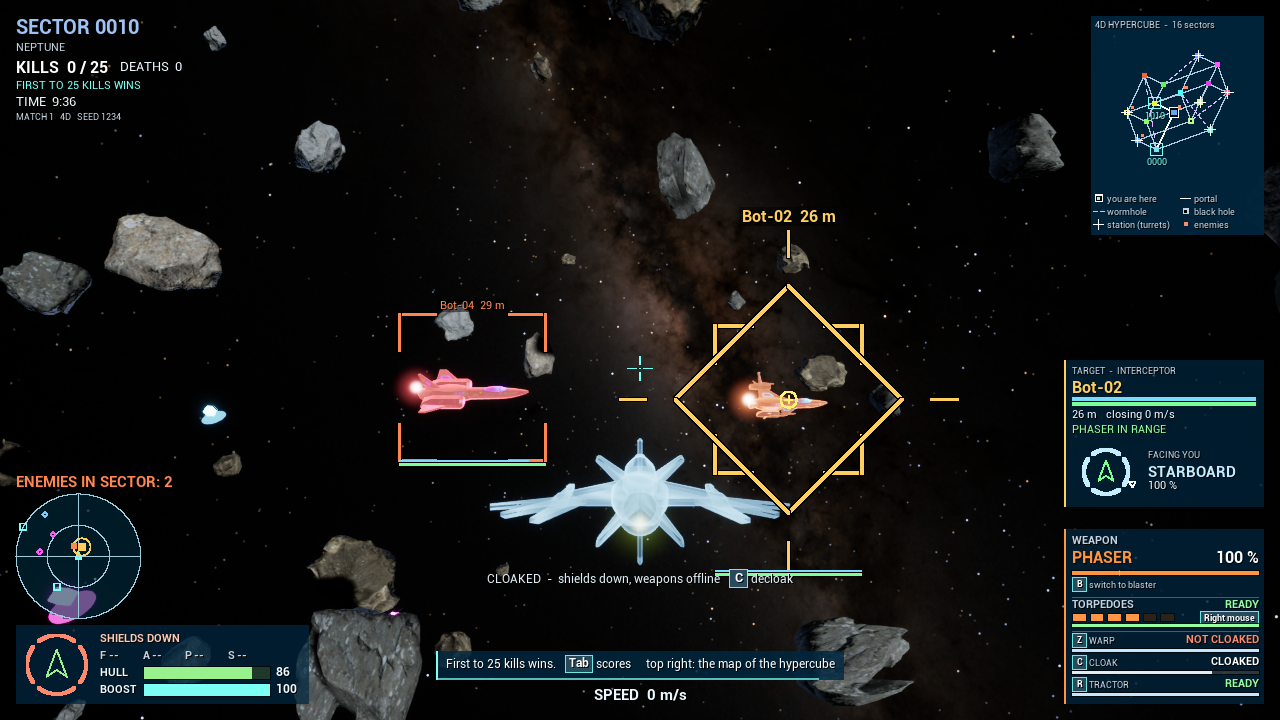 SECTOR 0010
NEPTUNE
KILLS 0 / 25 DEATHS 0
FIRST TO 25 KILLS WINS
TIME 9:36
MATCH 1 4D SEED 1234
4D HYPERCUBE - 16 sectors
0000
you are here
portal
wormhole
black hole
station (turrets)
enemies
Bot-02 26 m
Bot-04 29 m
TARGET - INTERCEPTOR
Bot-02
26 m closing 0 m/s
PHASER IN RANGE
FACING YOU
STARBOARD
100 %
ENEMIES IN SECTOR: 2
CLOAKED - shields down, weapons offline C decloak
WEAPON
PHASER 100 %
B switch to blaster
TORPEDOES READY
Right mouse
Z WARP NOT CLOAKED
C CLOAK CLOAKED
R TRACTOR READY
SHIELDS DOWN
F -- A -- P -- S --
HULL 86
BOOST 100
First to 25 kills wins. Tab scores top right: the map of the hypercube
SPEED 0 m/s